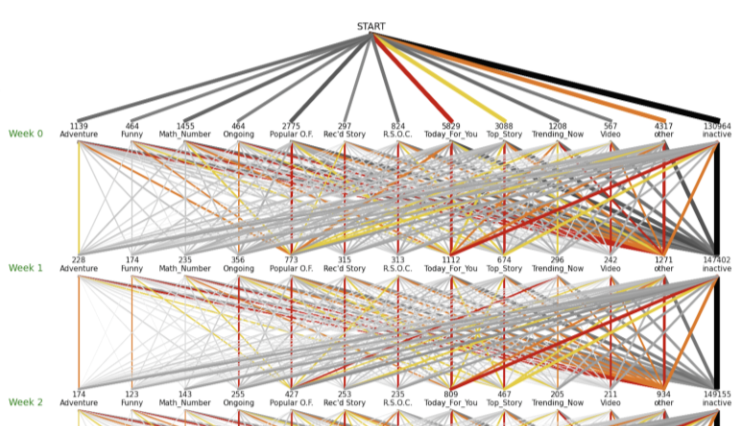 START
1139 464 1455 464 2775 297 824 5829 3088 1208 567 4317 130964
Week 0 Adventure Funny Math_Number Ongoing Popular O.F. Rec'd Story R.S.O.C. Today_For_You Top_Story Trending_Now Video other inactive
228 174 235 356 773 315 313 1112 674 296 242 1271 147402
Week 1 Adventure Funny Math_Number Ongoing Popular O.F. Rec'd Story R.S.O.C. Today_For_You Top_Story Trending_Now Video other inactive
174 123 143 255 427 253 235 809 467 205 211 934 149155
Week 2 Adventure Funny Math_Number Ongoing Popular O.F. Rec'd Story R.S.O.C. Today_For_You Top_Story Trending_Now Video other inactive